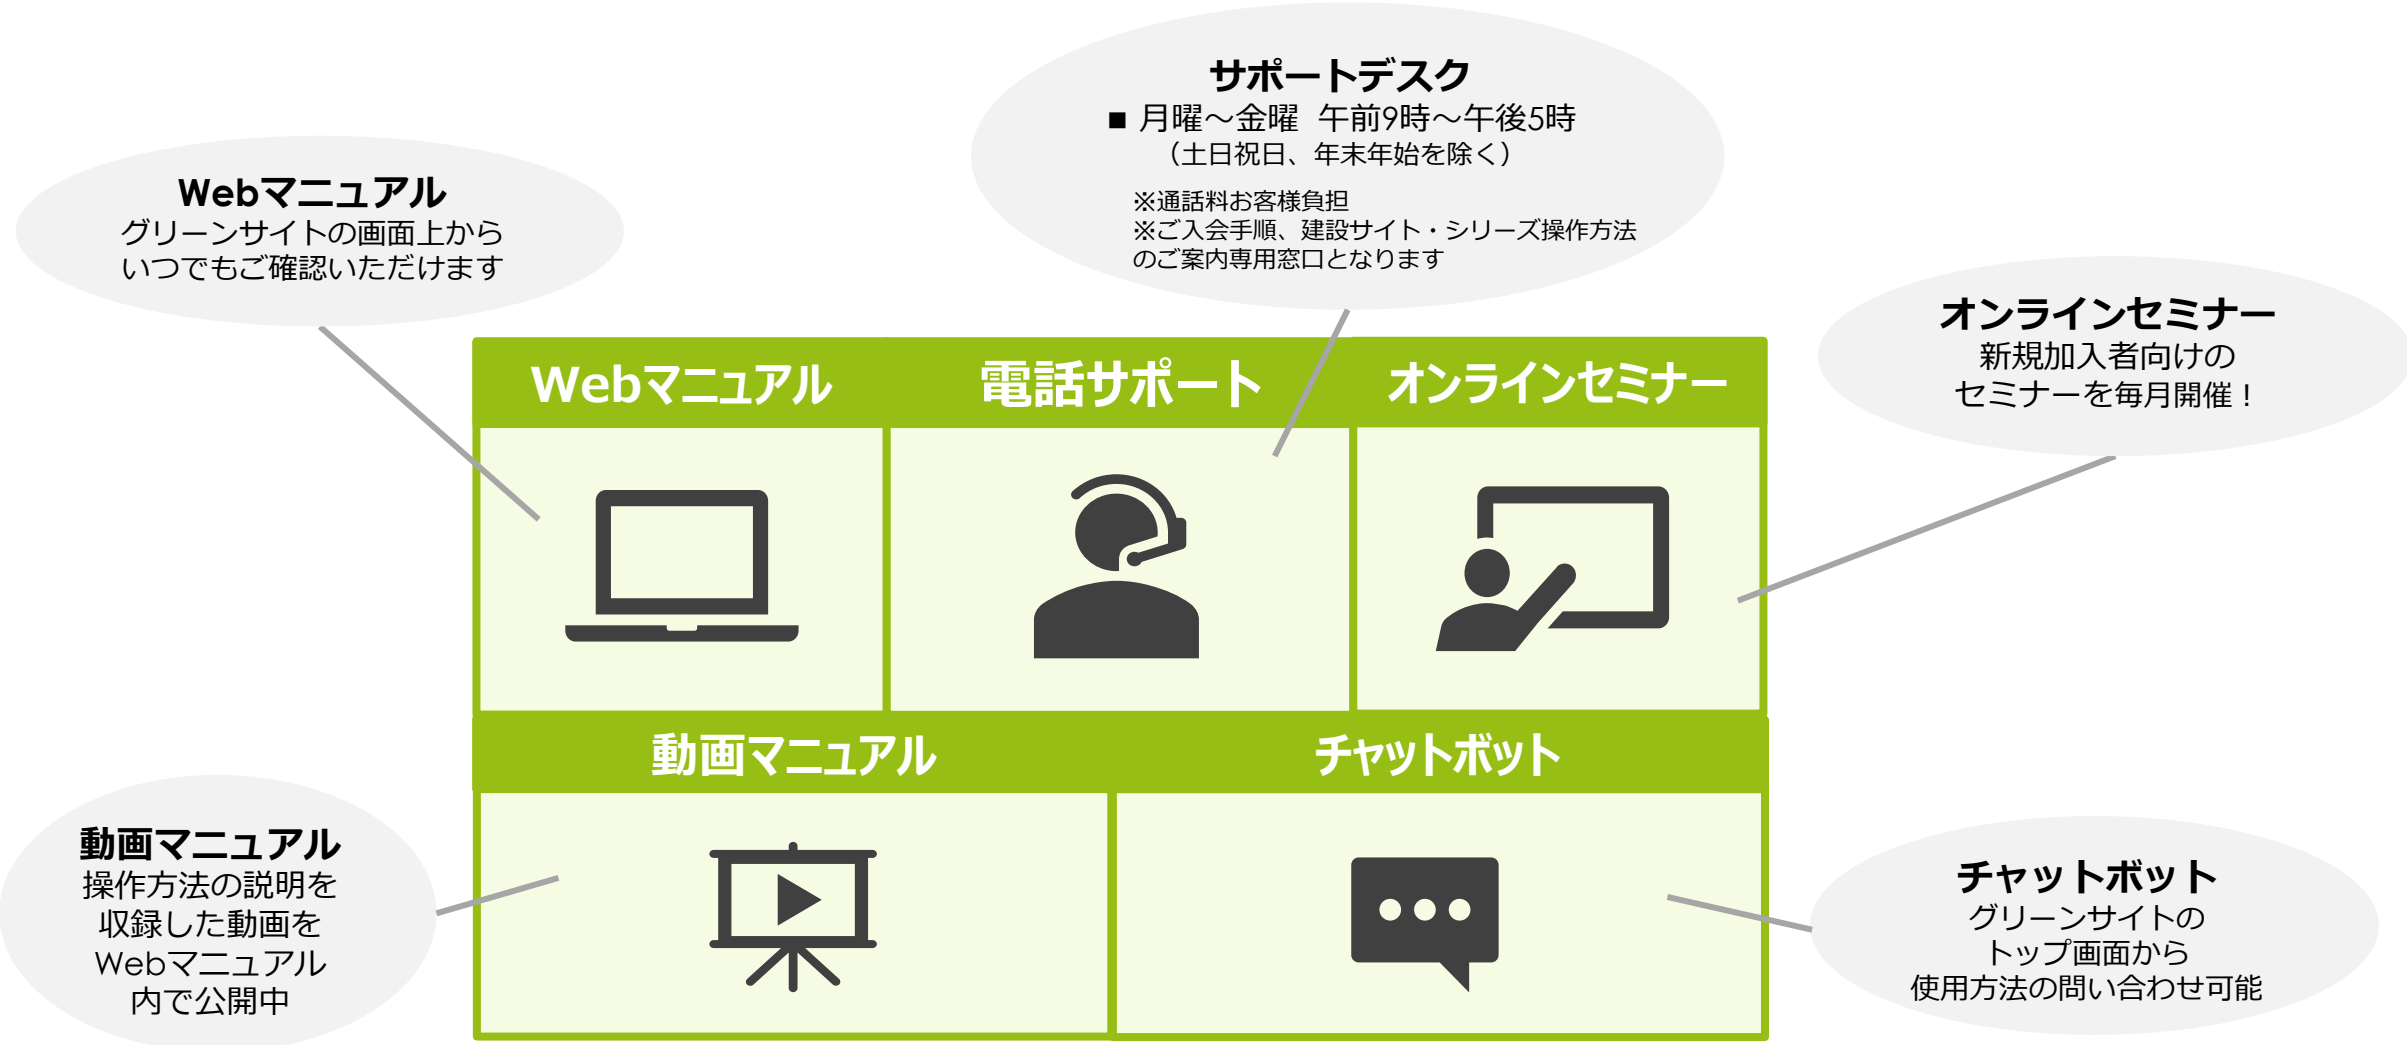 サポートデスク
■ 月曜～金曜 午前9時～午後5時
（土日祝日、年末年始を除く）
※通話料お客様負担
※ご入会手順、建設サイト・シリーズ操作方法
のご案内専用窓口となります
Webマニュアル
グリーンサイトの画面上から
いつでもご確認いただけます
オンラインセミナー
新規加入者向けの
セミナーを毎月開催！
Webマニュアル
電話サポート
オンラインセミナー
動画マニュアル
チャットボット
動画マニュアル
操作方法の説明を
収録した動画を
Webマニュアル
内で公開中
チャットボット
グリーンサイトの
トップ画面から
使用方法の問い合わせ可能